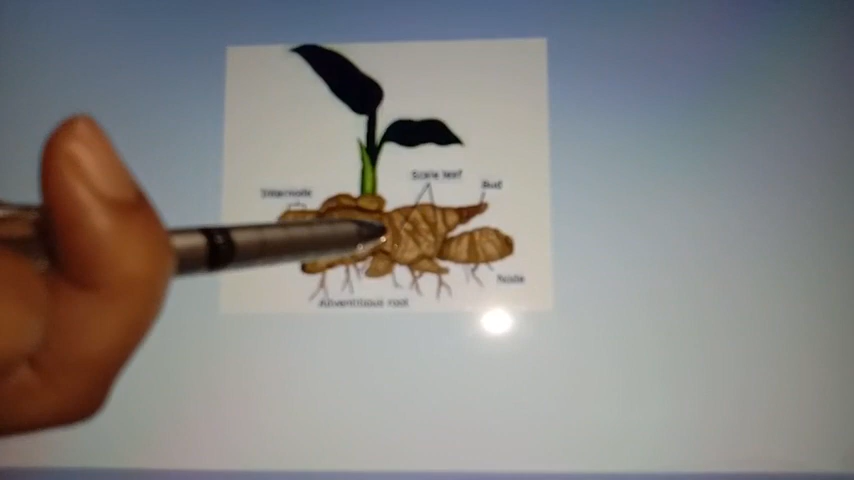 Internode
Scale leaf
Bud
Node
Adventitious root